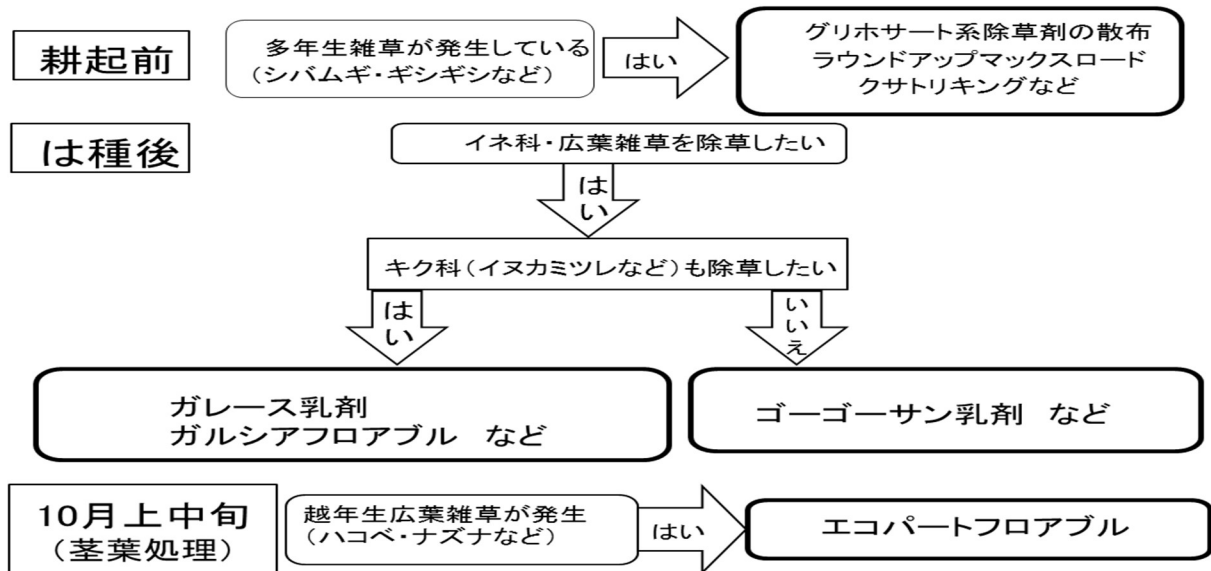 耕起前
多年生雑草が発生している
(シバムギ・ギシギシなど)
はい
グリホサート系除草剤の散布
ラウンドアップマックスロード
クサトリキングなど
は種後
イネ科・広葉雑草を除草したい
はい
キク科(イヌカミツレなど)も除草したい
はい
いいえ
ガレース乳剤
ガルシアフロアブル など
ゴーゴーサン乳剤 など
10月上中旬
(茎葉処理)
越年生広葉雑草が発生
(ハコベ・ナズナなど)
はい
エコパートフロアブル